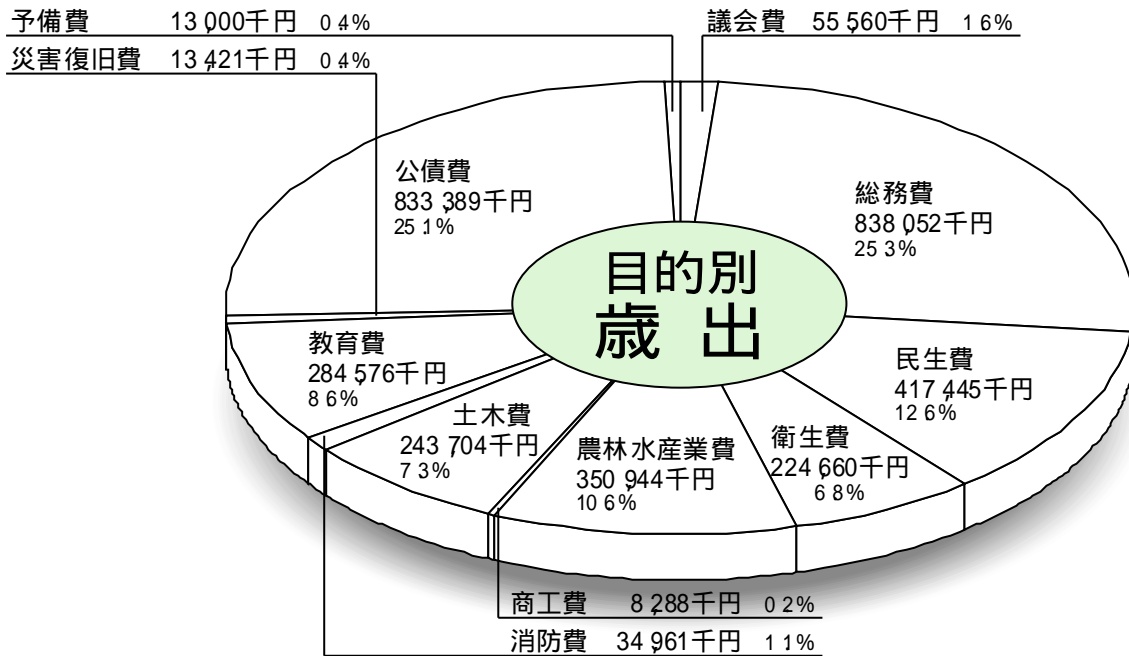 予備費 13,000千円 0.4%
災害復旧費 13,421千円 0.4%
議会費 55,560千円 1.6%
公債費
833,389千円
25.1%
総務費
838,052千円
25.3%
目的別
歳出
教育費
284,576千円
8.6%
民生費
417,445千円
12.6%
土木費
243,704千円
7.3%
農林水産業費
350,944千円
10.6%
衛生費
224,660千円
6.8%
商工費 8,288千円 0.2%
消防費 34,961千円 1.1%